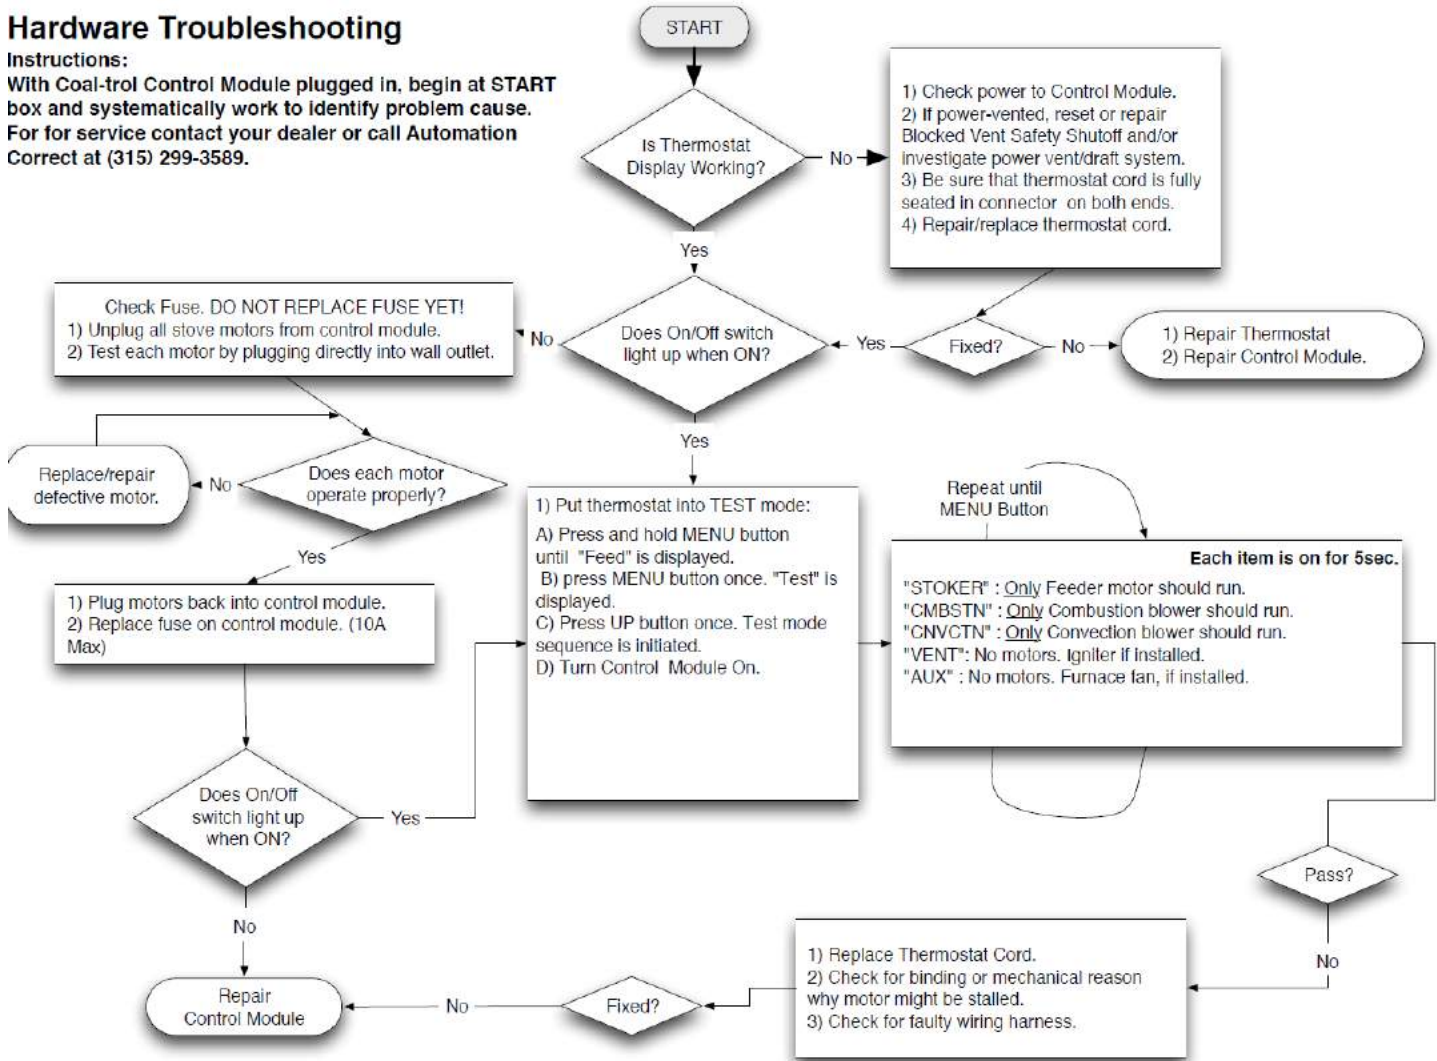 Hardware Troubleshooting
Instructions:
With Coal-trol Control Module plugged in, begin at START
box and systematically work to identify problem cause.
For for service contact your dealer or call Automation
Correct at (315) 299-3589.
START
Is Thermostat
Display Working?
No
1) Check power to Control Module.
2) If power-vented, reset or repair
Blocked Vent Safety Shutoff and/or
investigate power vent/draft system.
3) Be sure that thermostat cord is fully
seated in connector on both ends.
4) Repair/replace thermostat cord.
Yes
Check Fuse. DO NOT REPLACE FUSE YET!
1) Unplug all stove motors from control module.
2) Test each motor by plugging directly into wall outlet.
No
Does On/Off switch
light up when ON?
Yes
Fixed?
No
1) Repair Thermostat
2) Repair Control Module.
Yes
Replace/repair
defective motor.
No
Does each motor
operate properly?
Yes
1) Put thermostat into TEST mode:
A) Press and hold MENU button
until "Feed" is displayed.
B) press MENU button once. "Test" is
displayed.
C) Press UP button once. Test mode
sequence is initiated.
D) Turn Control Module On.
Repeat until
MENU Button
Each item is on for 5sec.
"STOKER" : Only Feeder motor should run.
"CMBSTN" : Only Combustion blower should run.
"CNVCTN" : Only Convection blower should run.
"VENT": No motors. Igniter if installed.
"AUX" : No motors. Furnace fan, if installed.
1) Plug motors back into control module.
2) Replace fuse on control module. (10A
Max)
Does On/Off
switch light up
when ON?
Yes
No
Pass?
No
1) Replace Thermostat Cord.
2) Check for binding or mechanical reason
why motor might be stalled.
3) Check for faulty wiring harness.
Fixed?
No
Repair
Control Module